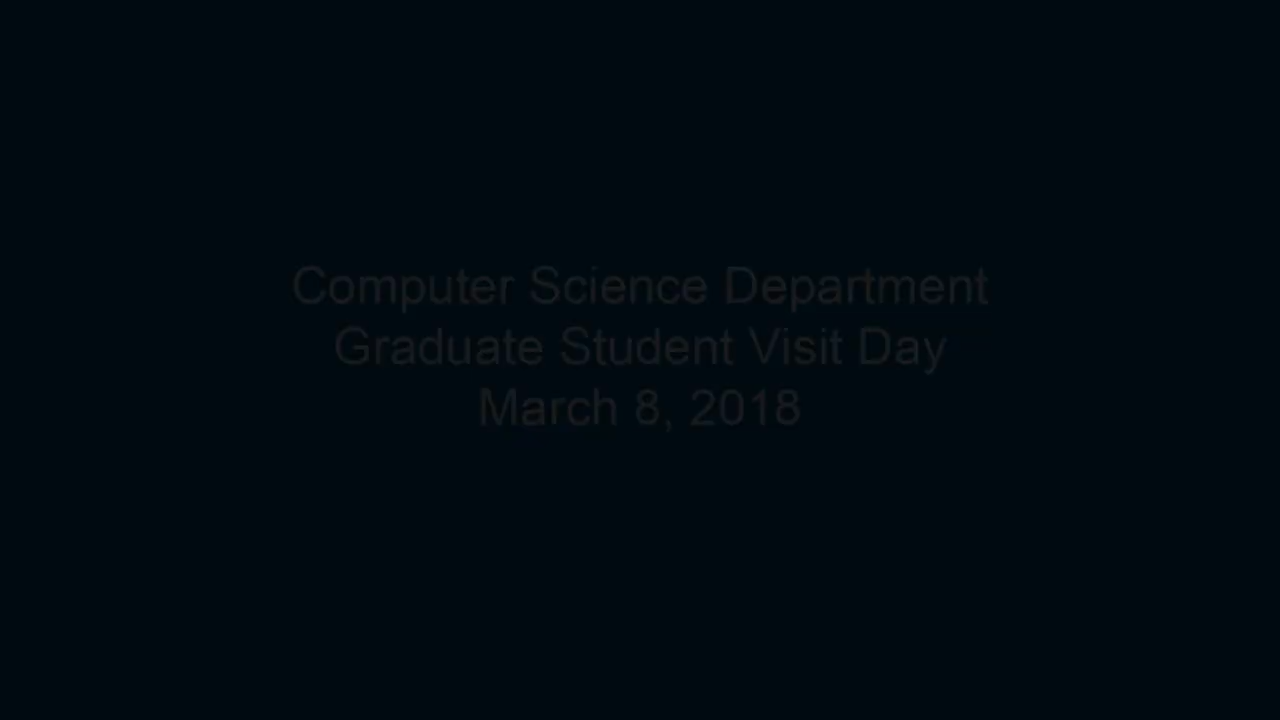 Computer Science Department
Graduate Student Visit Day
March 8, 2018